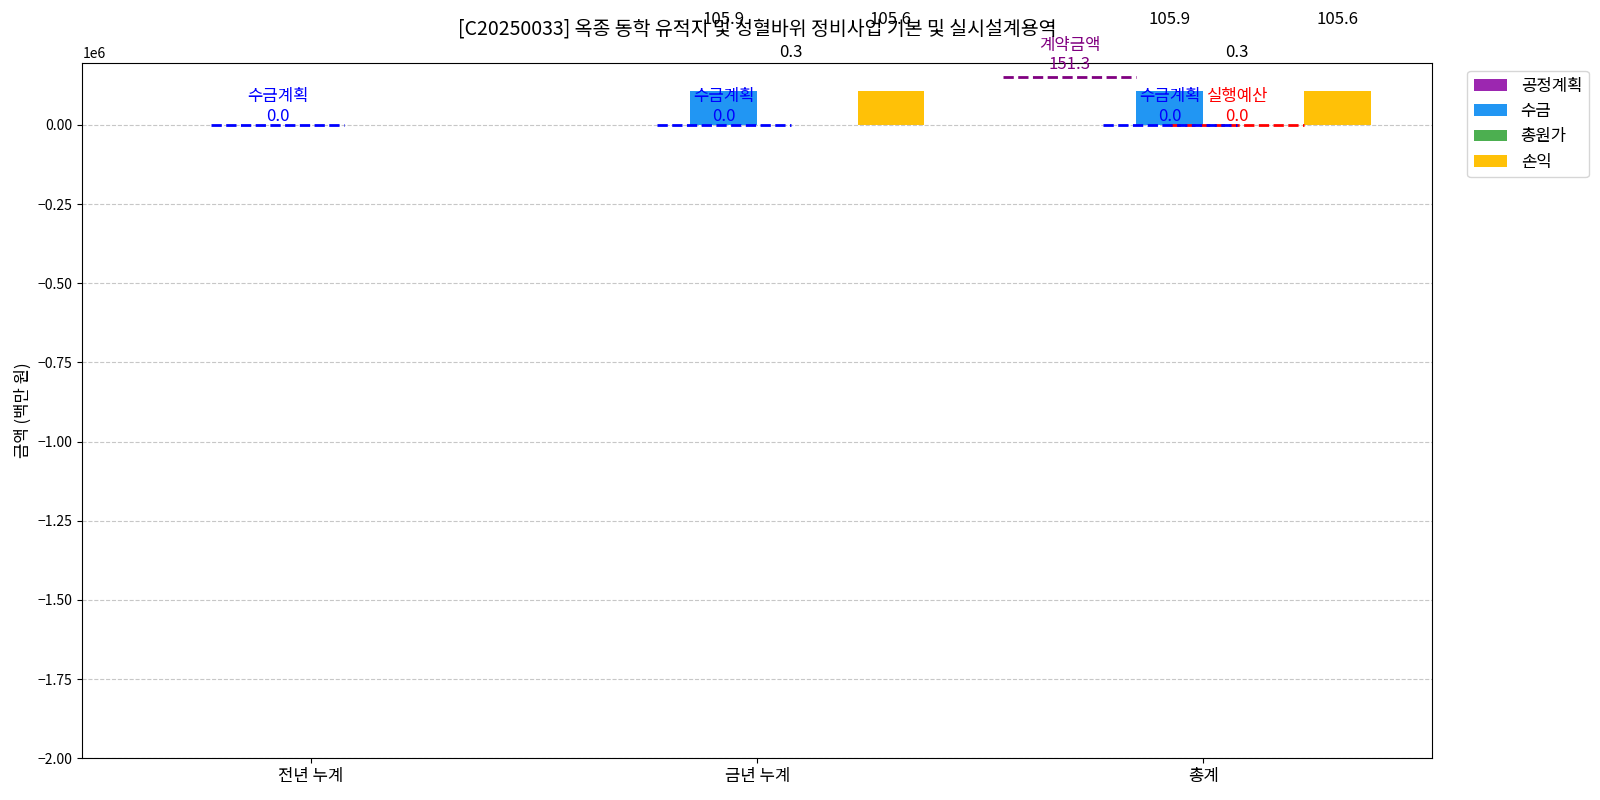 [C20250033] 옥종 동학 유적지 및 성혈바위 정비사업 기본 및 실시설계용역
105.9
105.6
105.9
105.6
0.3
0.3
1e6
계약금액
151.3
수금계획
0.0
수금계획
0.0
수금계획
0.0
실행예산
0.0
공정계획
수금
총원가
손익
0.00
−0.25
−0.50
−0.75
−1.00
−1.25
−1.50
−1.75
−2.00
금액 (백만 원)
전년 누계
금년 누계
총계